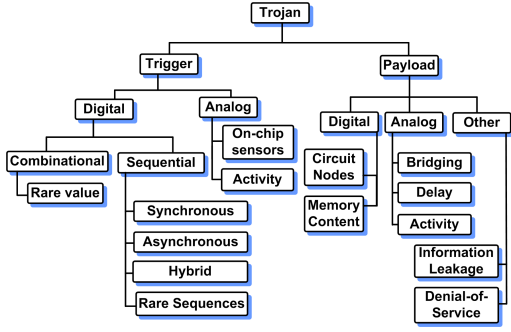 Trojan
Trigger
Payload
Digital
Analog
Digital
Analog
Other
On-chip
sensors
Activity
Combinational
Sequential
Rare value
Synchronous
Asynchronous
Hybrid
Rare Sequences
Circuit
Nodes
Memory
Content
Bridging
Delay
Activity
Information
Leakage
Denial-of-
Service